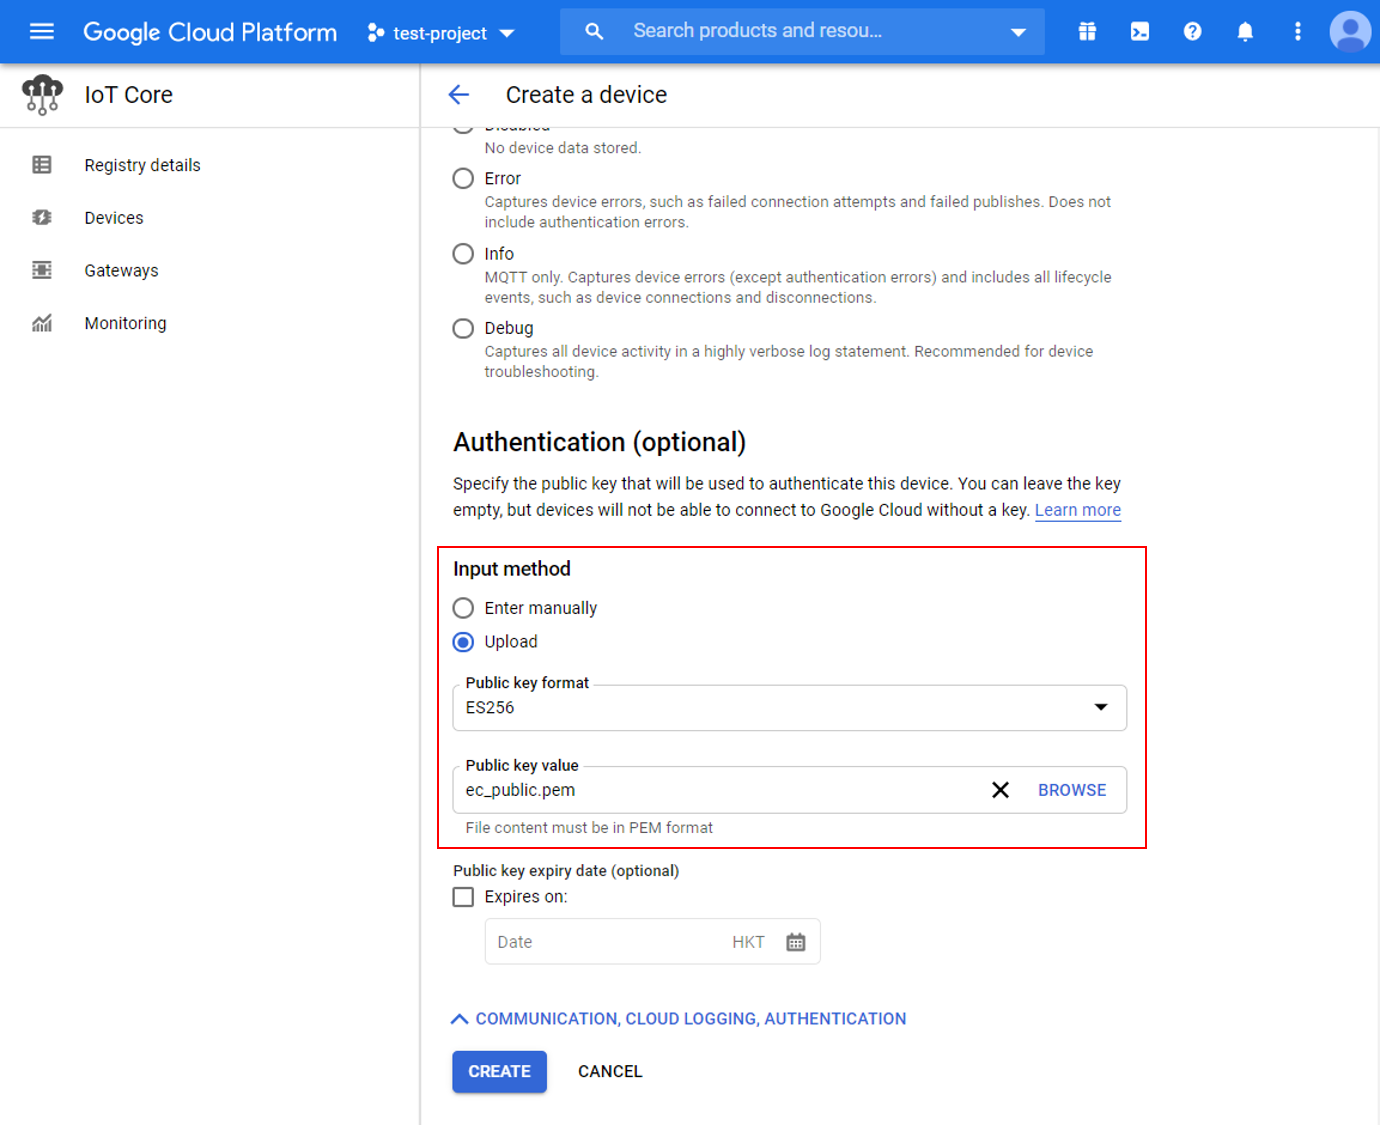 Google Cloud Platform
test-project
Search products and resou...
IoT Core
Create a device
Registry details
Devices
Gateways
Monitoring
Disabled
No device data stored.
Error
Captures device errors, such as failed connection attempts and failed publishes. Does not
include authentication errors.
Info
MQTT only. Captures device errors (except authentication errors) and includes all lifecycle
events, such as device connections and disconnections.
Debug
Captures all device activity in a highly verbose log statement. Recommended for device
troubleshooting.
Authentication (optional)
Specify the public key that will be used to authenticate this device. You can leave the key
empty, but devices will not be able to connect to Google Cloud without a key. Learn more
Input method
Enter manually
Upload
Public key format
ES256
Public key value
ec_public.pem
BROWSE
File content must be in PEM format
Public key expiry date (optional)
Expires on:
Date HKT
COMMUNICATION, CLOUD LOGGING, AUTHENTICATION
CREATE CANCEL